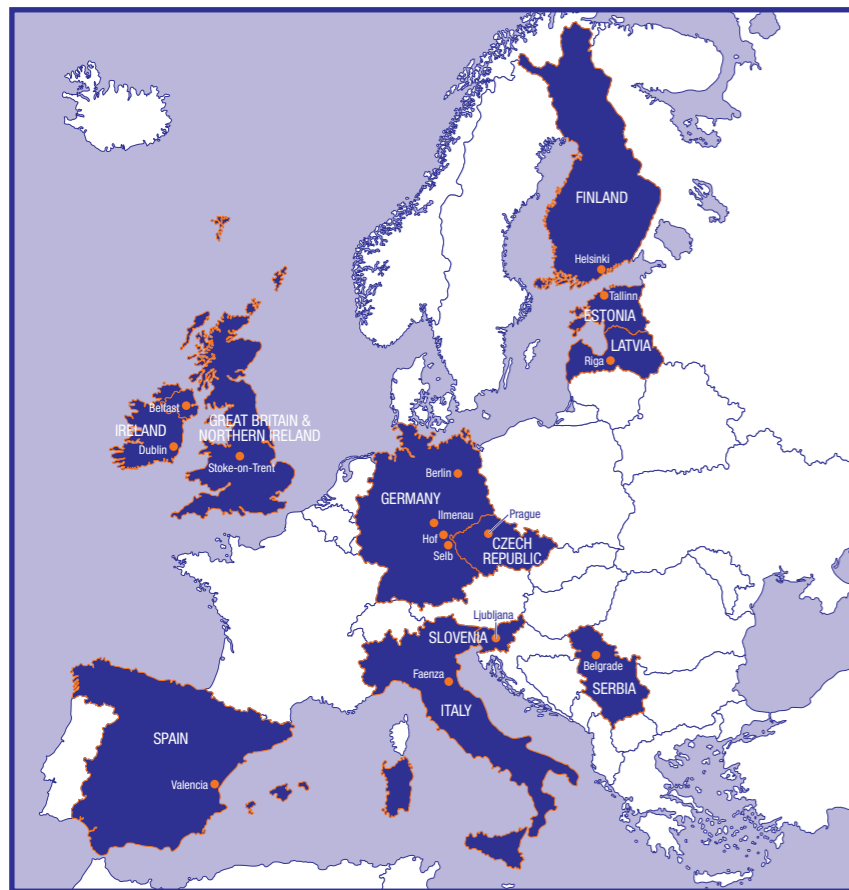 FINLAND
Helsinki
Tallinn
ESTONIA
LATVIA
Riga
Belfast
GREAT BRITAIN &
NORTHERN IRELAND
IRELAND
Dublin
Stoke-on-Trent
Berlin
GERMANY
Ilmenau
Prague
Hof
CZECH
REPUBLIC
Selb
Ljubljana
SLOVENIA
Belgrade
Faenza
SERBIA
ITALY
SPAIN
Valencia